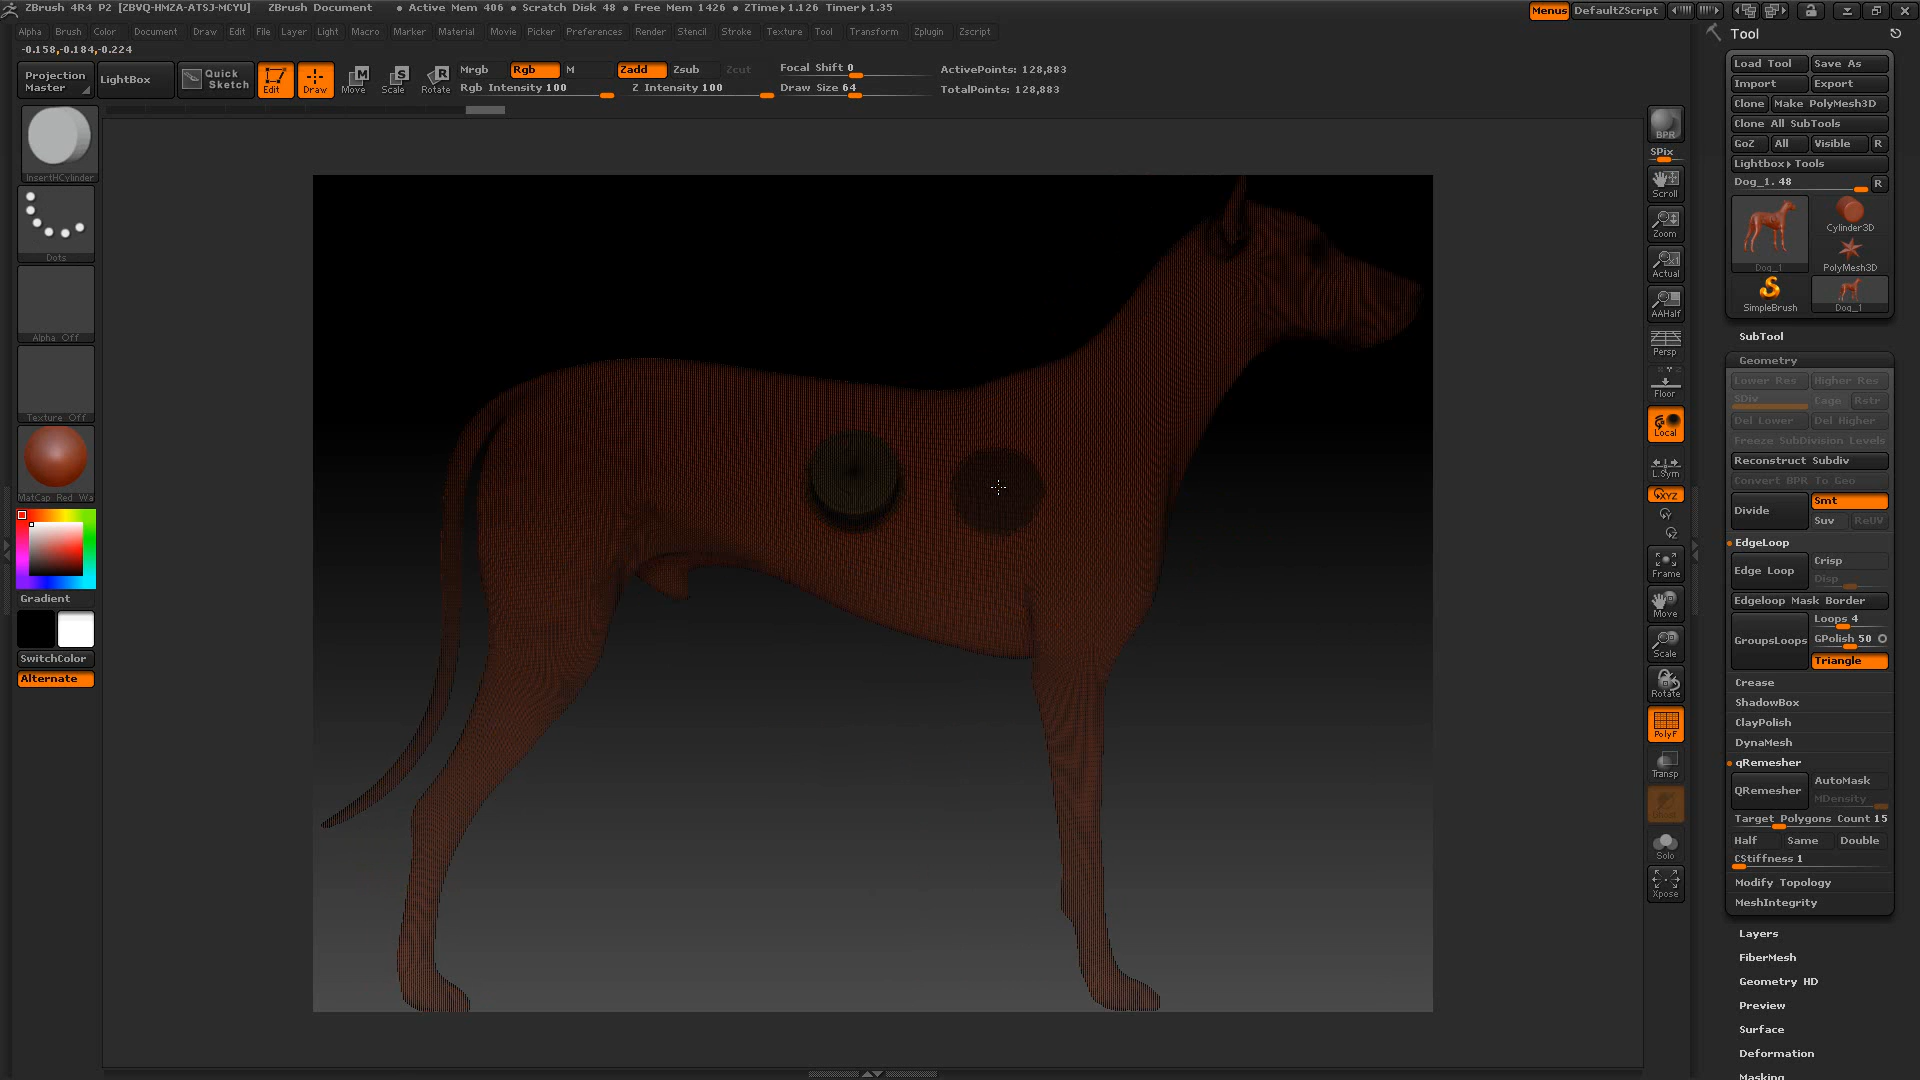 ZBrush 4R4 P2 [ZBVQ-HMZA-ATSJ-MCYU] ZBrush Document • Active Mem 406 • Scratch Disk 48 • Free Mem 1426 • ZTime▸1.126 Timer▸1.35
Menus DefaultZScript
Alpha Brush Color Document Draw Edit File Layer Light Macro Marker Material Movie Picker Preferences Render Stencil Stroke Texture Tool Transform Zplugin Zscript
-0.158,-0.184,-0.224
Projection Master
LightBox
Quick Sketch
Edit
Draw
Move
Scale
Rotate
Mrgb Rgb M
Rgb Intensity 100
Zadd Zsub Zcut
Z Intensity 100
Focal Shift 0
Draw Size 64
ActivePoints: 128,883
TotalPoints: 128,883
InsertHCylinder
Dots
Alpha Off
Texture Off
MatCap Red Wa
Gradient
SwitchColor
Alternate
BPR
SPix
Scroll
Zoom
Actual
AAHalf
Persp
Floor
Local
L.Sym
XYZ
Frame
Move
Scale
Rotate
PolyF
Transp
Solo
Xpose
Tool
Load Tool Save As
Import Export
Clone Make PolyMesh3D
Clone All SubTools
GoZ All Visible R
Lightbox▸Tools
Dog_1. 48 R
Dog_1
Cylinder3D
PolyMesh3D
SimpleBrush
Dog_1
SubTool
Geometry
Lower Res Higher Res
SDiv Cage Rstr
Del Lower Del Higher
Freeze SubDivision Levels
Reconstruct Subdiv
Convert BPR To Geo
Divide Smt
Suv ReUV
EdgeLoop
Edge Loop Crisp
Disp
Edgeloop Mask Border
GroupsLoops Loops 4
GPolish 50
Triangle
Crease
ShadowBox
ClayPolish
DynaMesh
qRemesher
QRemesher AutoMask
MDensity
Target Polygons Count 15
Half Same Double
CStiffness 1
Modify Topology
MeshIntegrity
Layers
FiberMesh
Geometry HD
Preview
Surface
Deformation
Masking